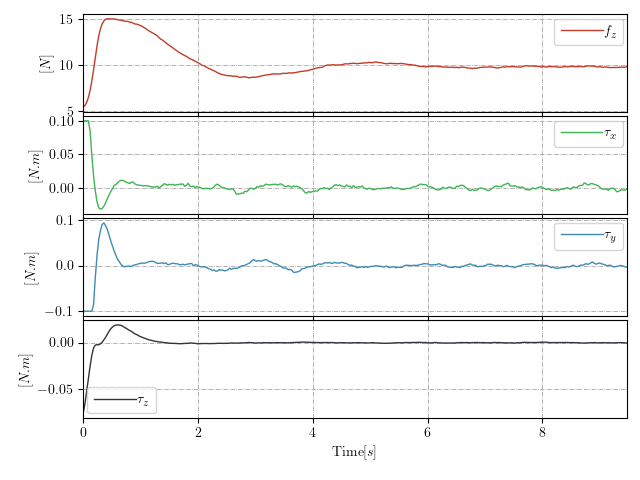 15
10
5
[N]
f_z
0.10
0.05
0.00
[N.m]
τ_x
0.1
0.0
−0.1
[N.m]
τ_y
0.00
−0.05
[N.m]
τ_z
0 2 4 6 8
Time[s]